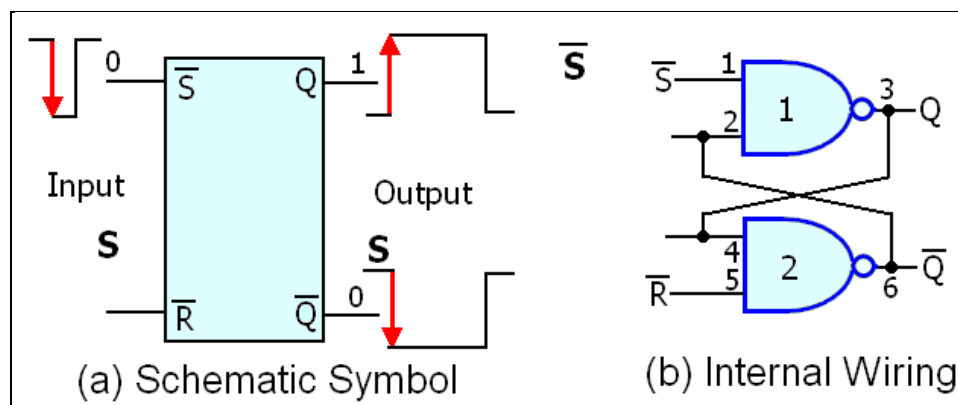 0
S̅
Q
1
Input
Output
S
S
R̅
Q̅
0
(a) Schematic Symbol
S̅
S̅
1
2
1
3
Q
4
5
R̅
2
6
Q̅
(b) Internal Wiring